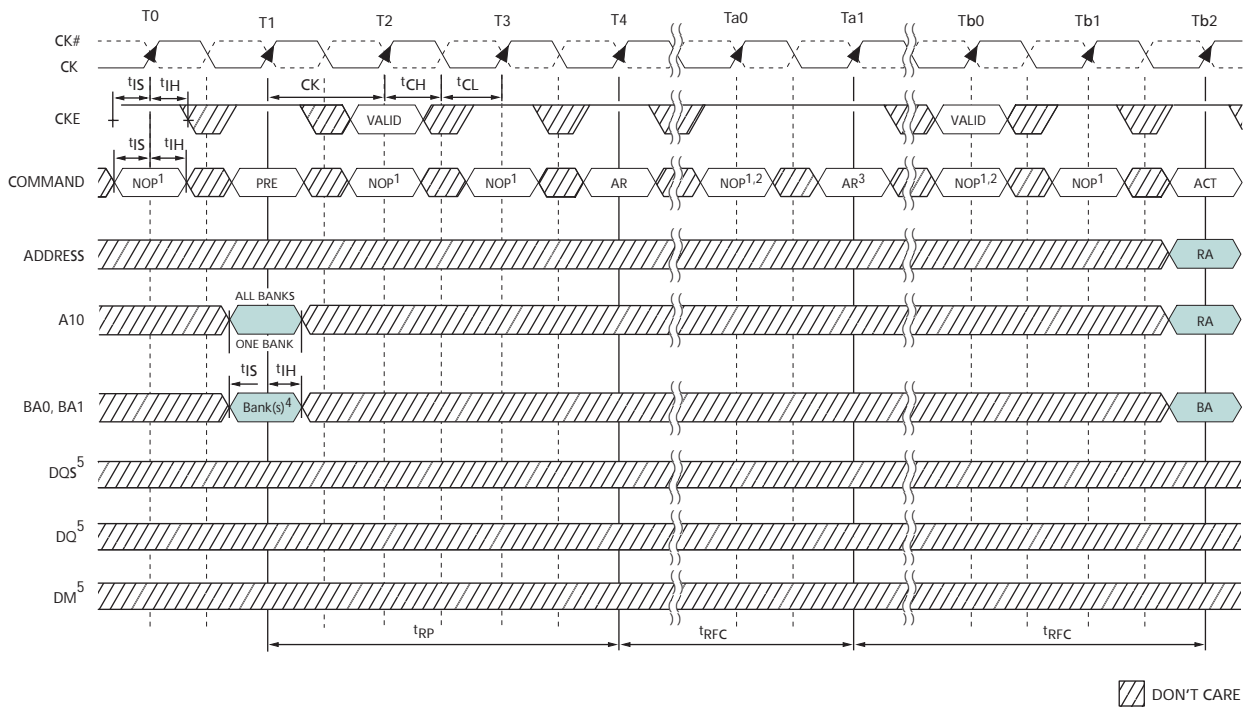 T0 T1 T2 T3 T4 Ta0 Ta1 Tb0 Tb1 Tb2
CK#
CK
tIS tIH CK tCH tCL
CKE VALID VALID
tIS tIH
COMMAND NOP1 PRE NOP1 NOP1 AR NOP1,2 AR3 NOP1,2 NOP1 ACT
ADDRESS RA
ALL BANKS
A10 RA
ONE BANK
tIS tIH
BA0, BA1 Bank(s)4 BA
DQS5
DQ5
DM5
tRP tRFC tRFC
DON'T CARE